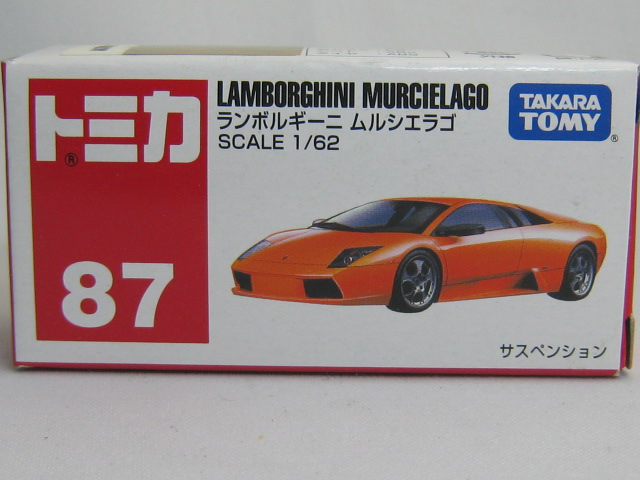 トミカ
®
87
LAMBORGHINI MURCIELAGO
ランボルギーニ ムルシエラゴ
SCALE 1/62
TAKARA
TOMY
®
サスペンション